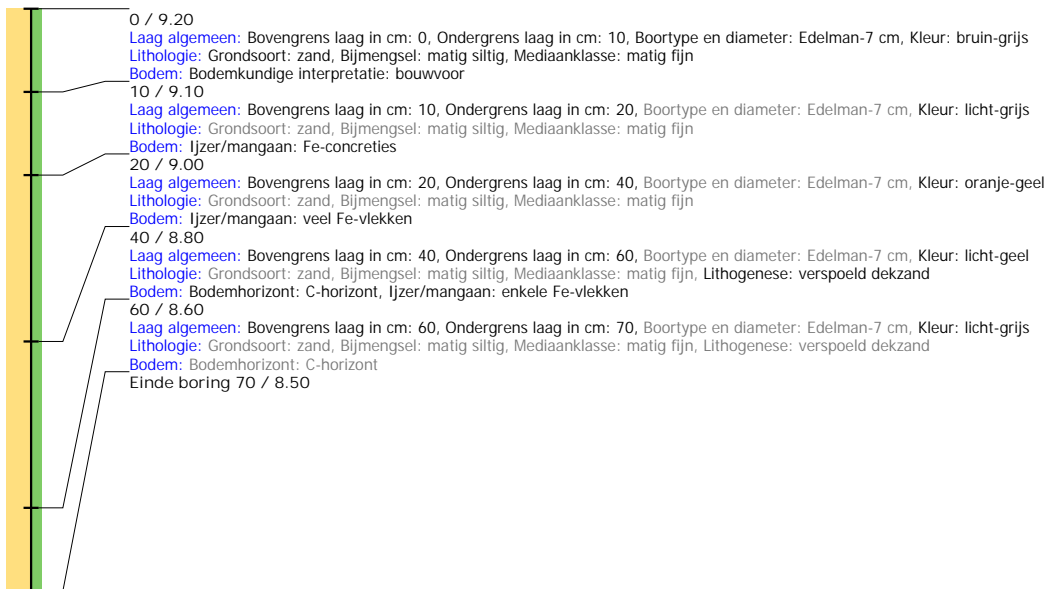 0 / 9.20
Laag algemeen: Bovengrens laag in cm: 0, Ondergrens laag in cm: 10, Boortype en diameter: Edelman-7 cm, Kleur: bruin-grijs
Lithologie: Grondsoort: zand, Bijmengsel: matig siltig, Mediaanklasse: matig fijn
Bodem: Bodemkundige interpretatie: bouwvoor
10 / 9.10
Laag algemeen: Bovengrens laag in cm: 10, Ondergrens laag in cm: 20, Boortype en diameter: Edelman-7 cm, Kleur: licht-grijs
Lithologie: Grondsoort: zand, Bijmengsel: matig siltig, Mediaanklasse: matig fijn
Bodem: Ijzer/mangaan: Fe-concreties
20 / 9.00
Laag algemeen: Bovengrens laag in cm: 20, Ondergrens laag in cm: 40, Boortype en diameter: Edelman-7 cm, Kleur: oranje-geel
Lithologie: Grondsoort: zand, Bijmengsel: matig siltig, Mediaanklasse: matig fijn
Bodem: Ijzer/mangaan: veel Fe-vlekken
40 / 8.80
Laag algemeen: Bovengrens laag in cm: 40, Ondergrens laag in cm: 60, Boortype en diameter: Edelman-7 cm, Kleur: licht-geel
Lithologie: Grondsoort: zand, Bijmengsel: matig siltig, Mediaanklasse: matig fijn, Lithogenese: verspoeld dekzand
Bodem: Bodemhorizont: C-horizont, Ijzer/mangaan: enkele Fe-vlekken
60 / 8.60
Laag algemeen: Bovengrens laag in cm: 60, Ondergrens laag in cm: 70, Boortype en diameter: Edelman-7 cm, Kleur: licht-grijs
Lithologie: Grondsoort: zand, Bijmengsel: matig siltig, Mediaanklasse: matig fijn, Lithogenese: verspoeld dekzand
Bodem: Bodemhorizont: C-horizont
Einde boring 70 / 8.50